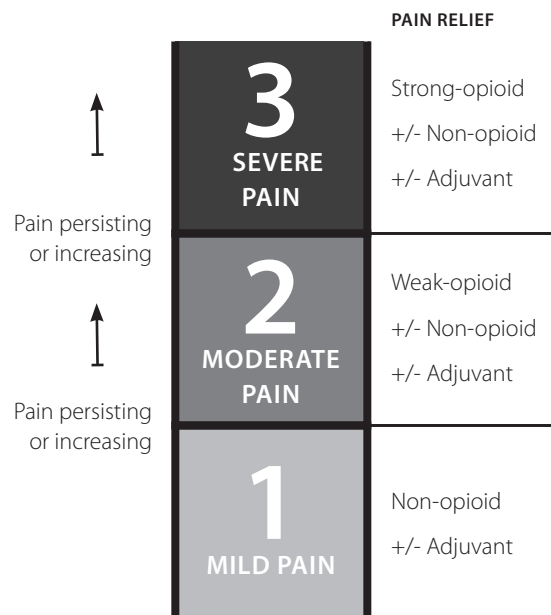 PAIN RELIEF
3
SEVERE
PAIN
Strong-opioid
+/- Non-opioid
+/- Adjuvant
Pain persisting
or increasing
2
MODERATE
PAIN
Weak-opioid
+/- Non-opioid
+/- Adjuvant
Pain persisting
or increasing
1
MILD PAIN
Non-opioid
+/- Adjuvant